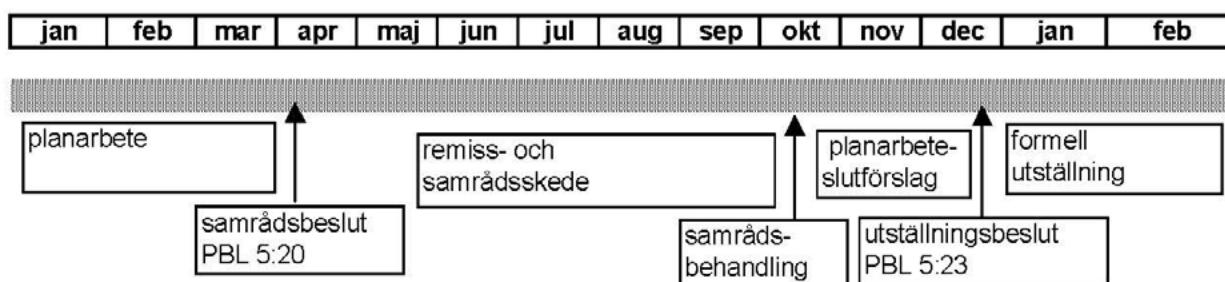 jan feb mar apr maj jun jul aug sep okt nov dec jan feb
planarbete
remiss- och
samrådsskede
planarbete-
slutförslag
formell
utställning
samrådsbeslut
PBL 5:20
samråds-
behandling
utställningsbeslut
PBL 5:23